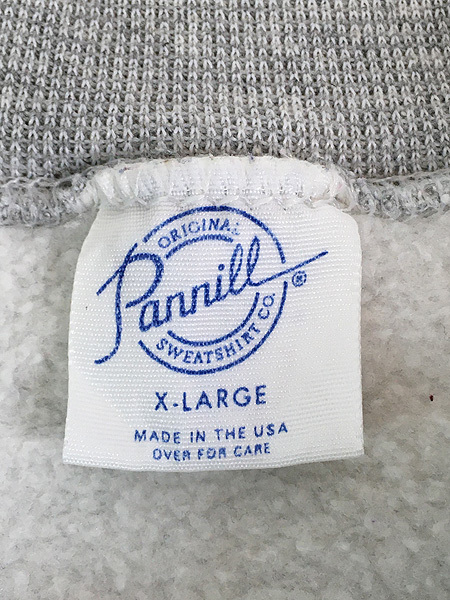 ORIGINAL
Pannill®
SWEATSHIRT CO.
X-LARGE
MADE IN THE USA
OVER FOR CARE